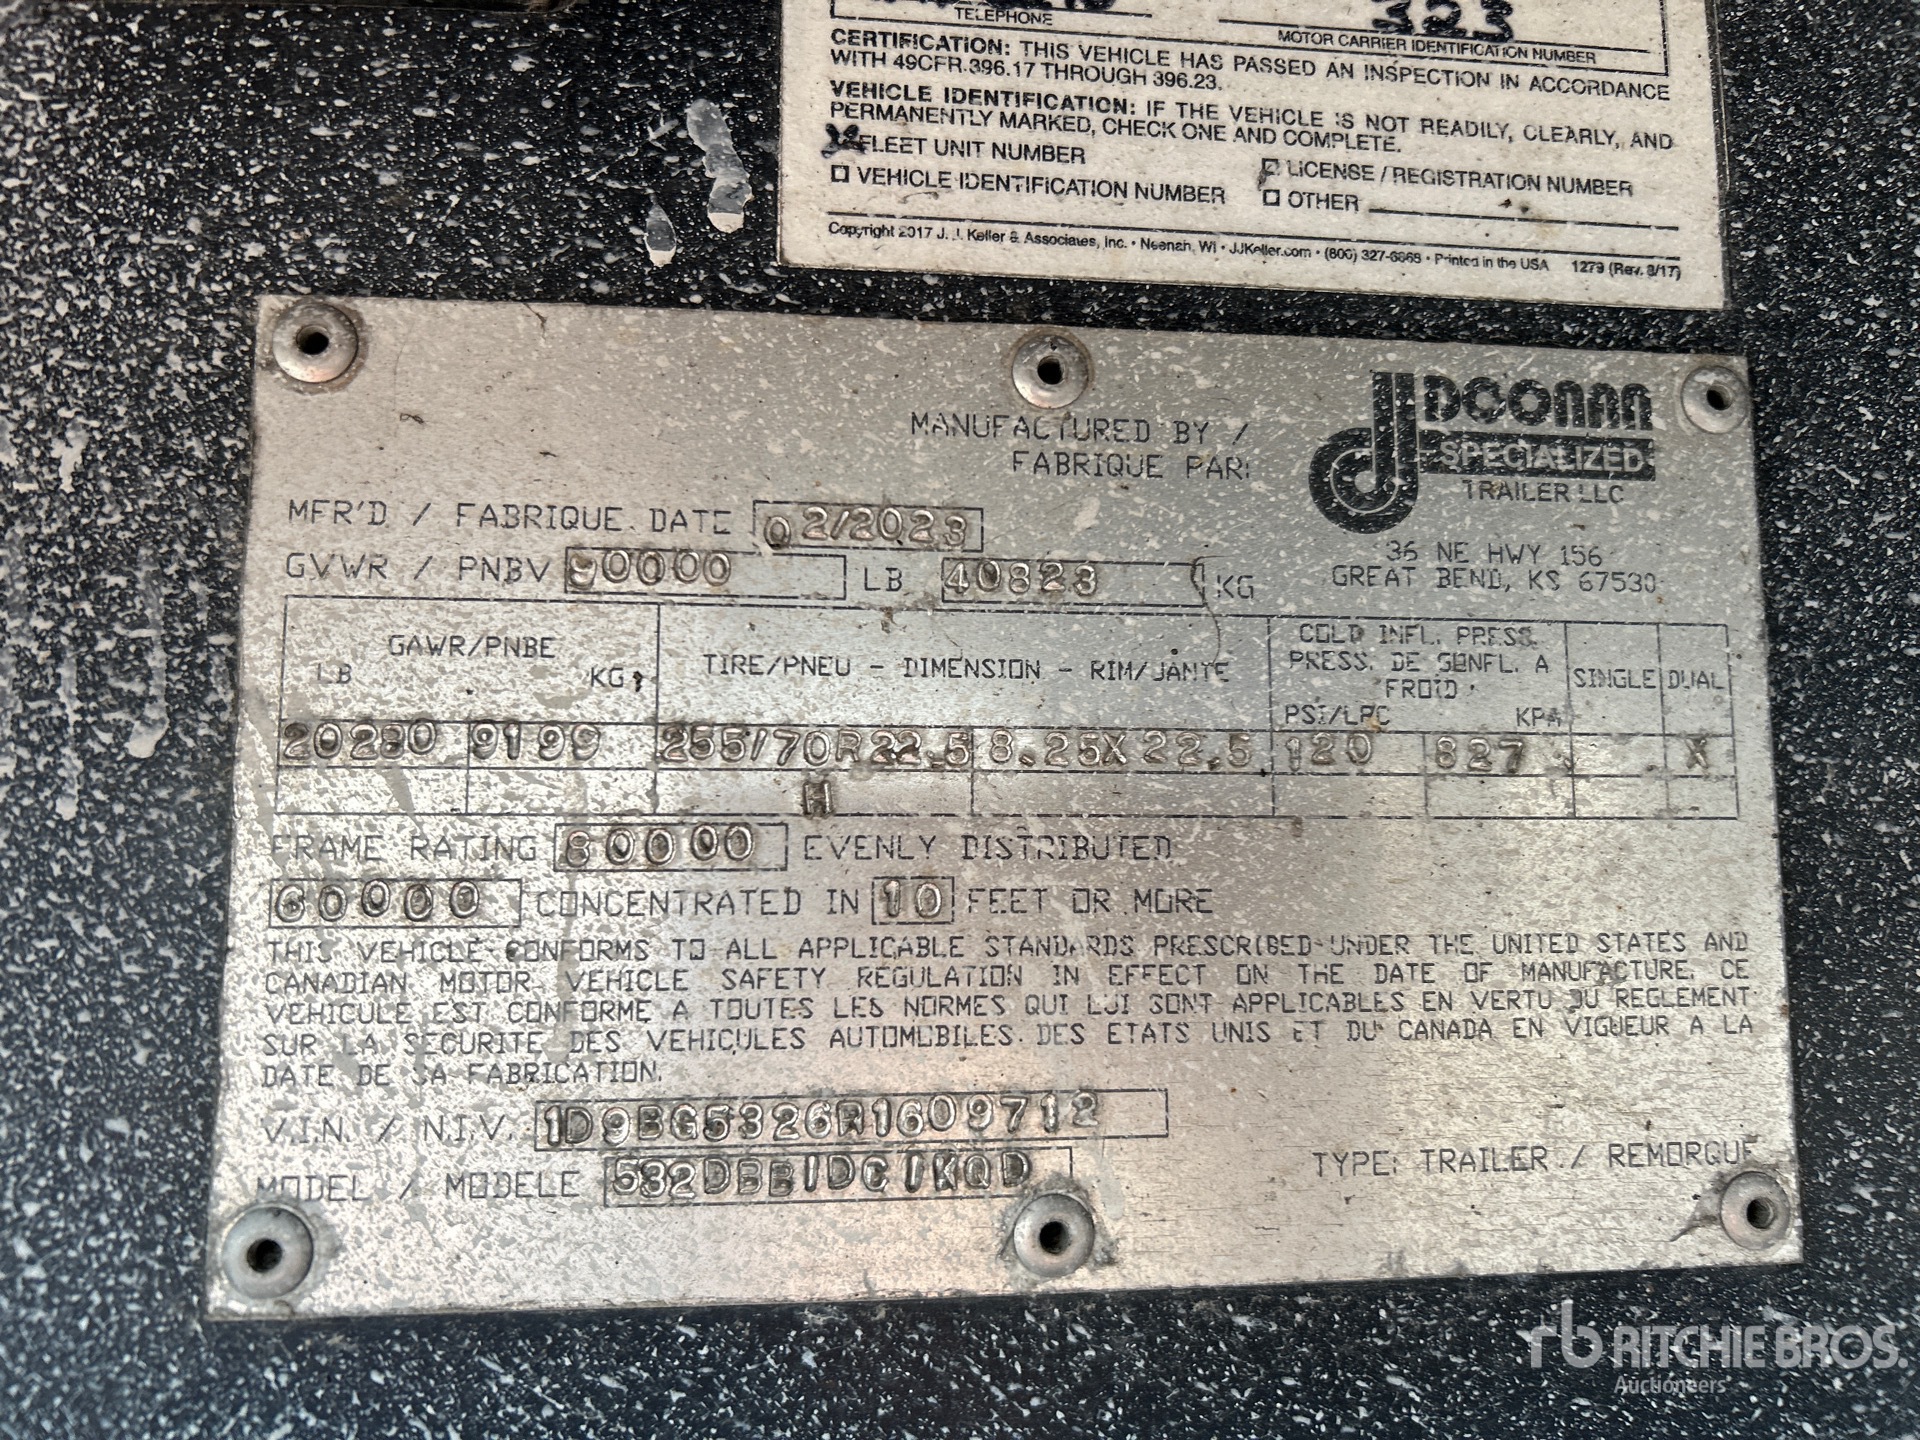 TELEPHONE
323
MOTOR CARRIER IDENTIFICATION NUMBER
CERTIFICATION: THIS VEHICLE HAS PASSED AN INSPECTION IN ACCORDANCE
WITH 49CFR.396.17 THROUGH 396.23.
VEHICLE IDENTIFICATION: IF THE VEHICLE IS NOT READILY, CLEARLY, AND
PERMANENTLY MARKED, CHECK ONE AND COMPLETE.
FLEET UNIT NUMBER
LICENSE / REGISTRATION NUMBER
VEHICLE IDENTIFICATION NUMBER
OTHER
Copyright 2017 J. J. Keller & Associates, Inc. • Neenah, WI • JJKeller.com • (800) 327-6868 • Printed in the USA 1279 (Rev. 8/17)
MANUFACTURED BY /
FABRIQUE PAR:
DOONAN
SPECIALIZED
TRAILER LLC
36 NE HWY 156
GREAT BEND, KS 67530
MFR'D / FABRIQUE DATE 02/2023
GVWR / PNBV 90000 LB 40823 KG
GAWR/PNBE
LB KG
TIRE/PNEU - DIMENSION - RIM/JANTE
COLD INFL. PRESS.
PRESS. DE GONFL. A
FROID
PSI/LPC KPA
SINGLE DUAL
20280 9199 255/70R22.5 8.25X22.5 120 827 X
H
FRAME RATING 80000 EVENLY DISTRIBUTED
60000 CONCENTRATED IN 10 FEET OR MORE
THIS VEHICLE CONFORMS TO ALL APPLICABLE STANDARDS PRESCRIBED UNDER THE UNITED STATES AND
CANADIAN MOTOR VEHICLE SAFETY REGULATION IN EFFECT ON THE DATE OF MANUFACTURE. CE
VEHICULE EST CONFORME A TOUTES LES NORMES QUI LUI SONT APPLICABLES EN VERTU DU REGLEMENT
SUR LA SECURITE DES VEHICULES AUTOMOBILES DES ETATS UNIS ET DU CANADA EN VIGUEUR A LA
DATE DE SA FABRICATION.
V.I.N. / N.I.V. 1D9BG5326R1609712
MODEL / MODELE 532DBB1DC1KQD
TYPE: TRAILER / REMORQUE
rb RITCHIE BROS.
Auctioneers